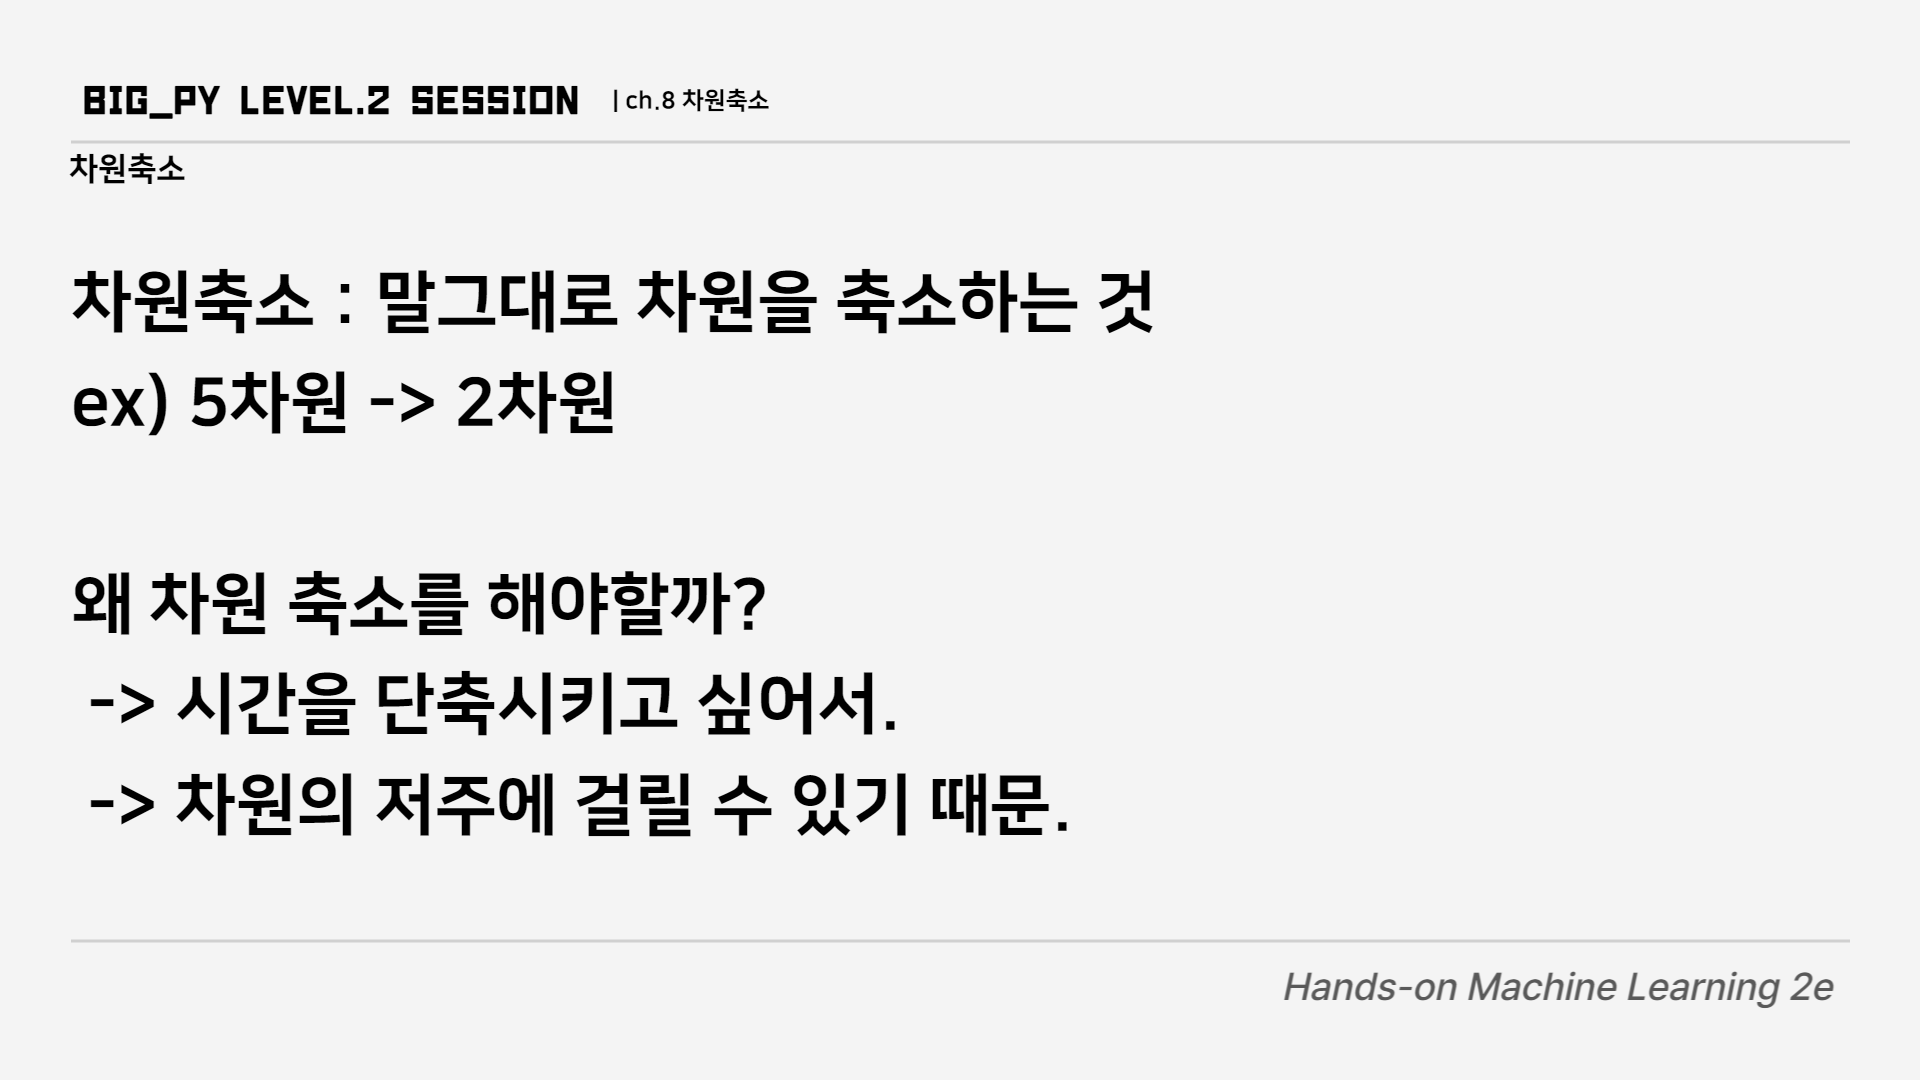 BIG_PY LEVEL.2 SESSION | ch.8 차원축소
차원축소
차원축소 : 말그대로 차원을 축소하는 것
ex) 5차원 -> 2차원
왜 차원 축소를 해야할까?
-> 시간을 단축시키고 싶어서.
-> 차원의 저주에 걸릴 수 있기 때문.
Hands-on Machine Learning 2e